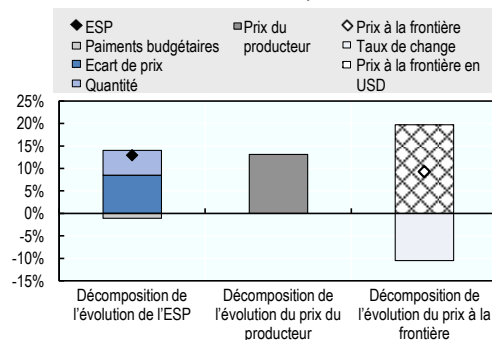 ESP
Paiments budgétaires
Ecart de prix
Quantité
Prix du
producteur
Prix à la frontière
Taux de change
Prix à la frontière en
USD
25%
20%
15%
10%
5%
0%
-5%
-10%
-15%
Décomposition de
l'évolution de l'ESP
Décomposition de
l'évolution du prix du
producteur
Décomposition de
l'évolution du prix à la
frontière